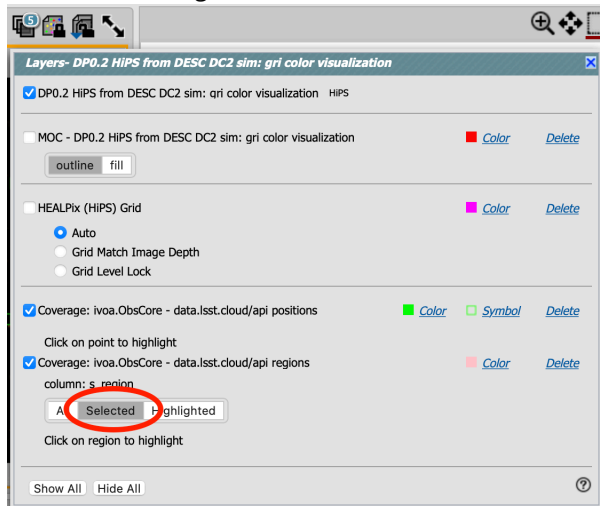 5
Layers- DP0.2 HiPS from DESC DC2 sim: gri color visualization
DP0.2 HiPS from DESC DC2 sim: gri color visualization HiPS
MOC - DP0.2 HiPS from DESC DC2 sim: gri color visualization Color Delete
outline fill
HEALPix (HiPS) Grid Color Delete
Auto
Grid Match Image Depth
Grid Level Lock
Coverage: ivoa.ObsCore - data.lsst.cloud/api positions Color Symbol Delete
Click on point to highlight
Coverage: ivoa.ObsCore - data.lsst.cloud/api regions Color Delete
column: s_region
Selected
Click on region to highlight
Show All Hide All ?